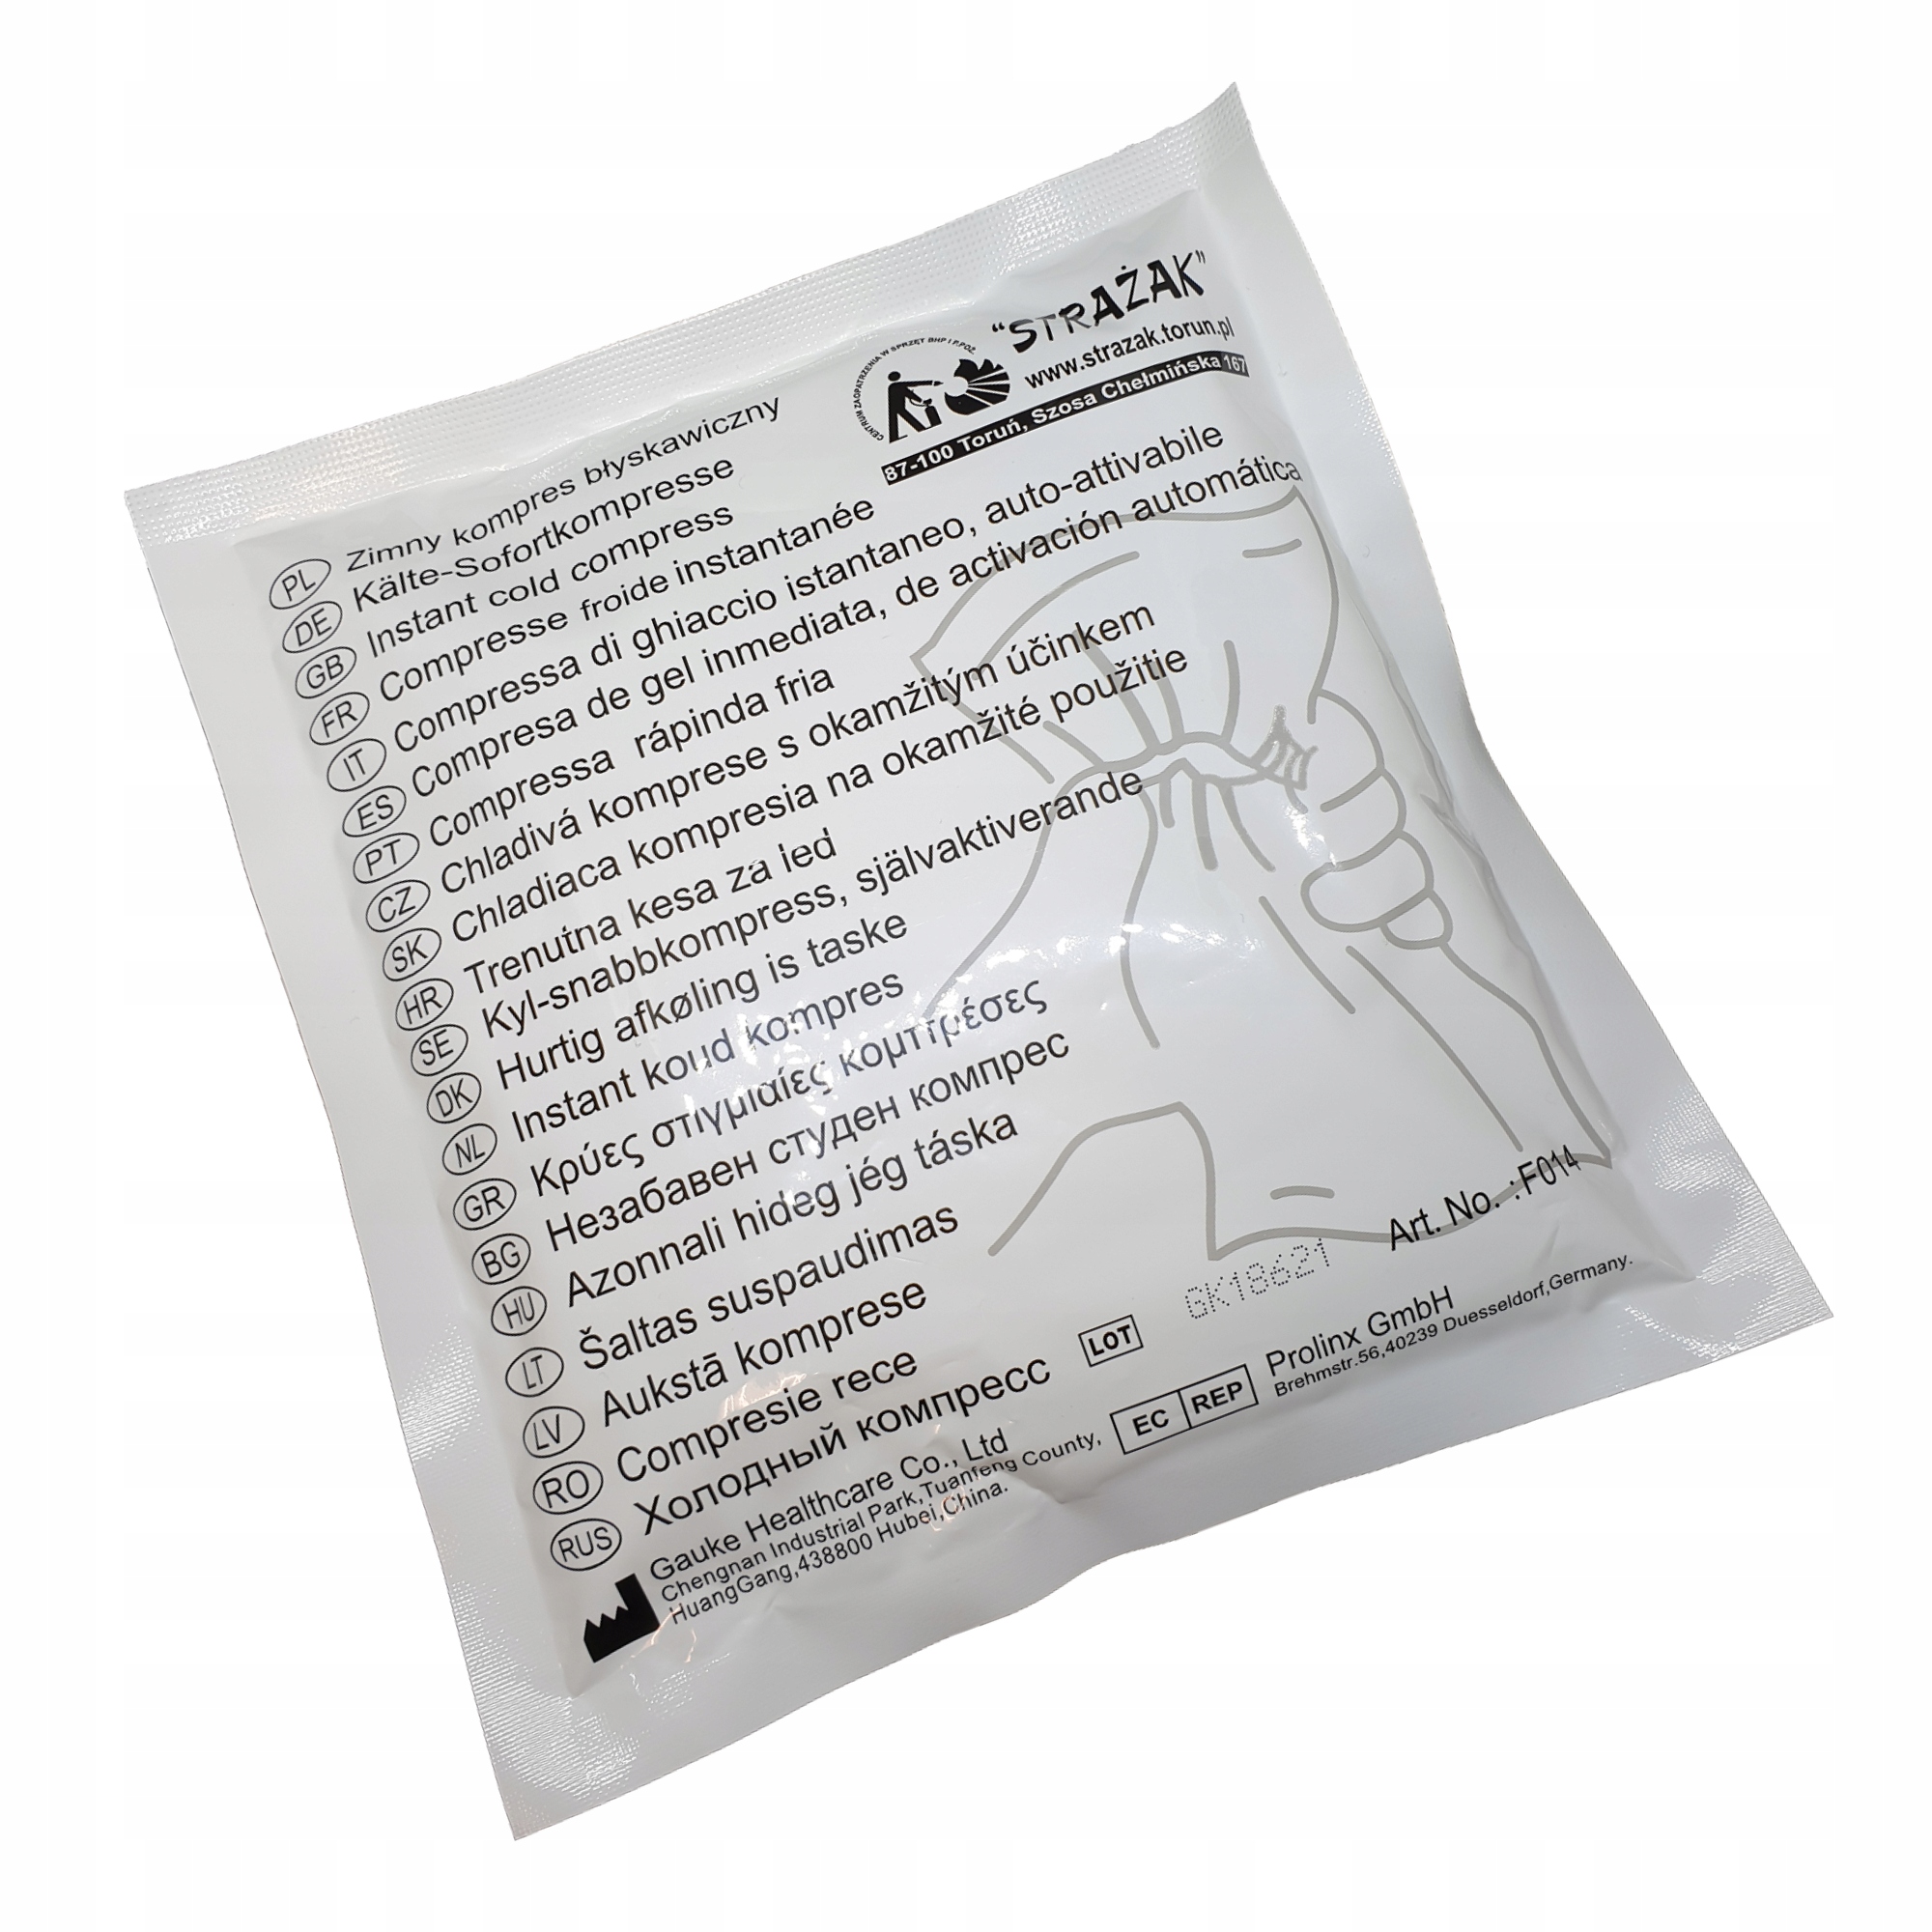 CENTRUM ZAOPATRZENIA W SPRZĘT BHP I P.POŻ.
"STRAŻAK"
www.strazak.torun.pl
87-100 Toruń, Szosa Chełmińska 167
PL Zimny kompres błyskawiczny
DE Kälte-Sofortkompresse
GB Instant cold compress
FR Compresse froide instantanée
IT Compressa di ghiaccio istantaneo, auto-attivabile
ES Compresa de gel inmediata, de activación automática
PT Compressa rápinda fria
CZ Chladivá komprese s okamžitým účinkem
SK Chladiaca kompresia na okamžité použitie
HR Trenutna kesa za led
SE Kyl-snabbkompress, självaktiverande
DK Hurtig afkøling is taske
NL Instant koud kompres
GR Κρύες στιγμιαίες κομπρέσες
BG Незабавен студен компрес
HU Azonnali hideg jég táska
LT Šaltas suspaudimas
LV Aukstā komprese
RO Compresie rece
RUS Холодный компресс
Gauke Healthcare Co., Ltd
Chengnan Industrial Park,Tuanfeng County,
HuangGang,438800 Hubei,China.
LOT GK18621
Art. No. :F014
EC REP Prolinx GmbH
Brehmstr.56,40239 Duesseldorf,Germany.